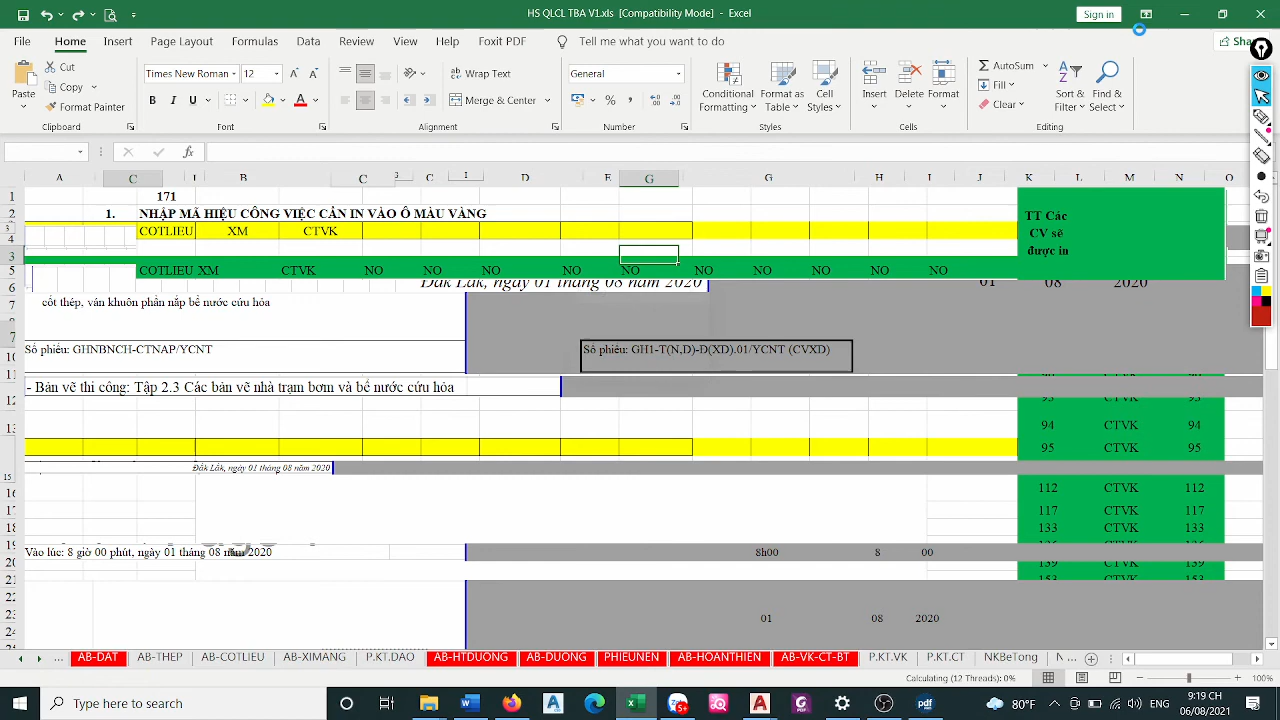 HS QLCL TBA V1.xls [Compatibility Mode] - Excel
Sign in
File Home Insert Page Layout Formulas Data Review View Foxit PDF Tell me what you want to do
Paste
Cut
Copy
Format Painter
Clipboard
Times New Roman 12
B I U
Font
Wrap Text
Merge & Center
Alignment
General
Number
Conditional Formatting
Format as Table
Cell Styles
Styles
Insert Delete Format
Cells
AutoSum
Fill
Clear
Sort & Filter
Find & Select
Editing
fx
A C B C C D E G G H I J K L M N O
171
1. NHẬP MÃ HIỆU CÔNG VIỆC CẦN IN VÀO Ô MÀU VÀNG
COTLIEU XM CTVK
TT Các
CV sẽ
được in
COTLIEU XM CTVK NO NO NO NO NO NO NO NO NO
Đắk Lắk, ngày 01 tháng 08 năm 2020 01 08 2020
cốt thép, ván khuôn phần nắp bể nước cứu hỏa
Số phiếu: GHNBNCH-CTNAP/YCNT Số phiếu: GH1-T(N,D)-D(XD).01/YCNT (CVXD)
- Bản vẽ thi công: Tập 2.3 Các bản vẽ nhà trạm bơm và bể nước cứu hỏa
93 CTVK 93
94 CTVK 94
95 CTVK 95
Đắk Lắk, ngày 01 tháng 08 năm 2020
112 CTVK 112
117 CTVK 117
133 CTVK 133
Vào lúc: 8 giờ 00 phút, ngày 01 tháng 08 năm 2020 8h00 8 00
139 CTVK 139
153 CTVK 153
01 08 2020
... AB-DAT AB-THEP AB-COTLIEU AB-XIMANG P.KT.DAO AB-HTDUONG AB-DUONG PHIEUNEN AB-HOANTHIEN AB-VK-CT-BT P.KT.VK P.KT.CT NKBeTong
Calculating (12 Threads): 0% 100%
Type here to search
80°F
ENG
9:19 CH
06/08/2021